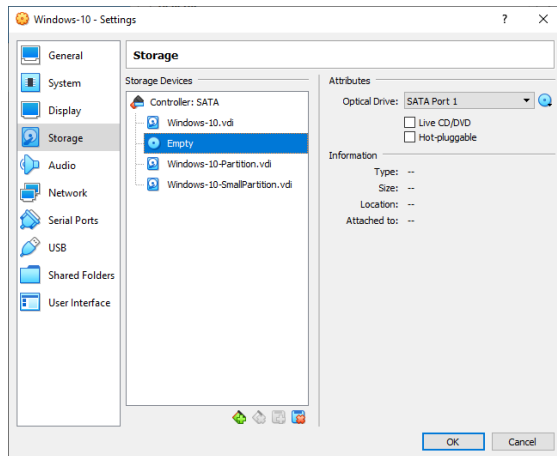 Windows-10 - Settings
?
General
System
Display
Storage
Audio
Network
Serial Ports
USB
Shared Folders
User Interface
Storage
Storage Devices
Controller: SATA
Windows-10.vdi
Empty
Windows-10-Partition.vdi
Windows-10-SmallPartition.vdi
Attributes
Optical Drive: SATA Port 1
Live CD/DVD
Hot-pluggable
Information
Type: --
Size: --
Location: --
Attached to: --
OK Cancel